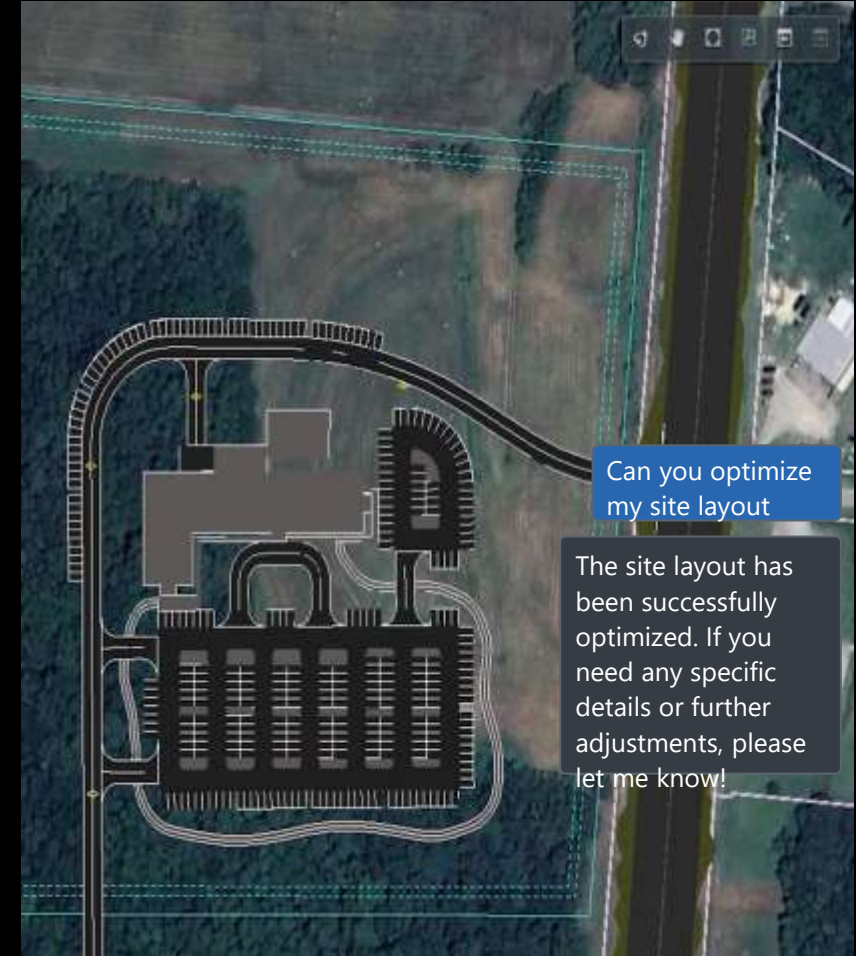 Can you optimize
my site layout
The site layout has
been successfully
optimized. If you
need any specific
details or further
adjustments, please
let me know!